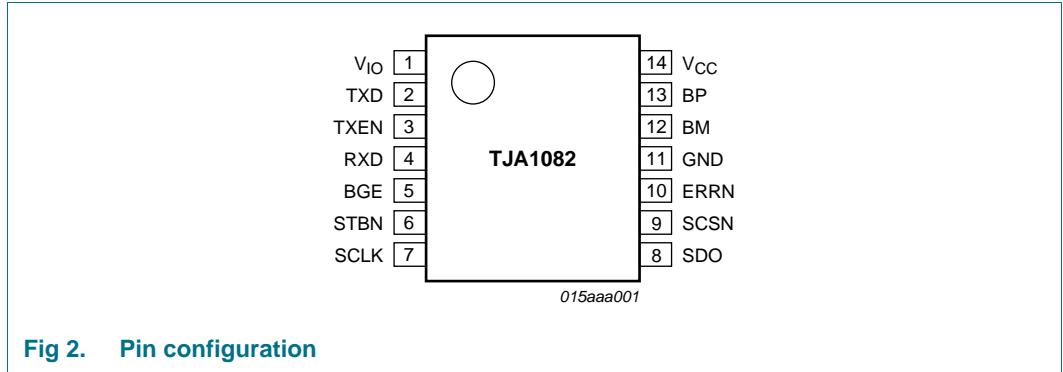 V_IO 1 14 V_CC
TXD 2 13 BP
TXEN 3 12 BM
RXD 4 TJA1082 11 GND
BGE 5 10 ERRN
STBN 6 9 SCSN
SCLK 7 8 SDO
015aaa001
Fig 2. Pin configuration